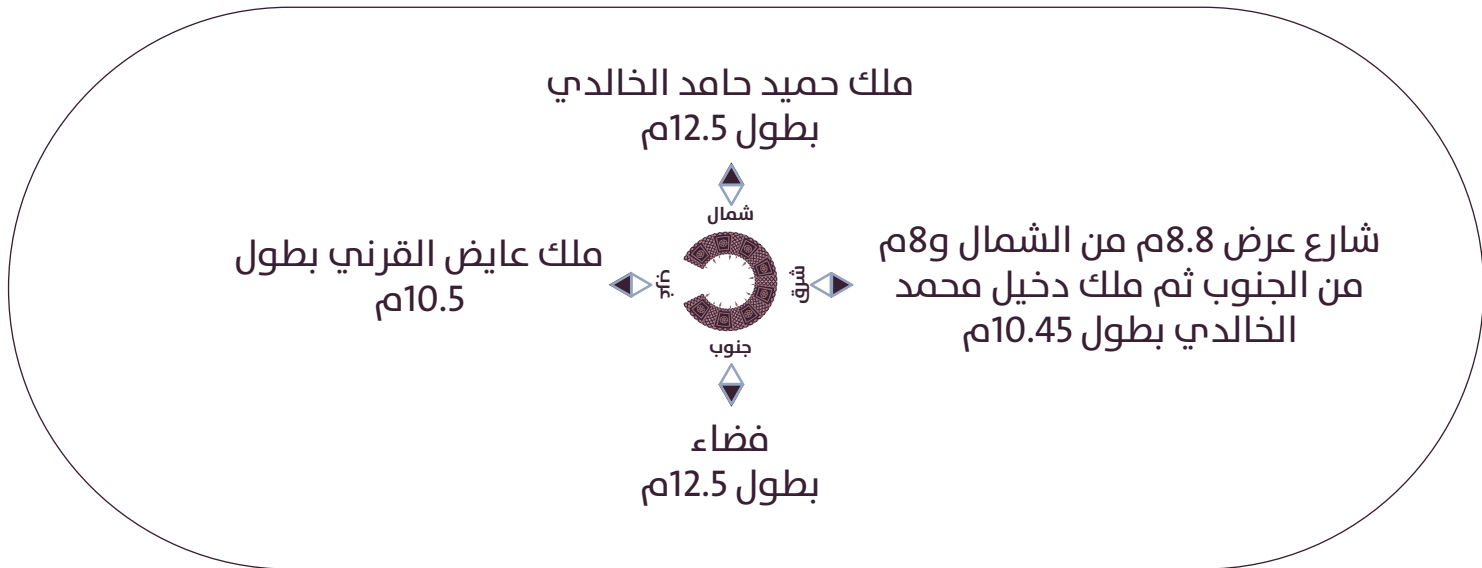 ملك حميد حامد الخالدي
بطول 12.5م
شمال
شارع عرض 8.8م من الشمال و8م
من الجنوب ثم ملك دخيل محمد
الخالدي بطول 10.45م
شرق
غرب
ملك عايض القرني بطول
10.5م
جنوب
فضاء
بطول 12.5م